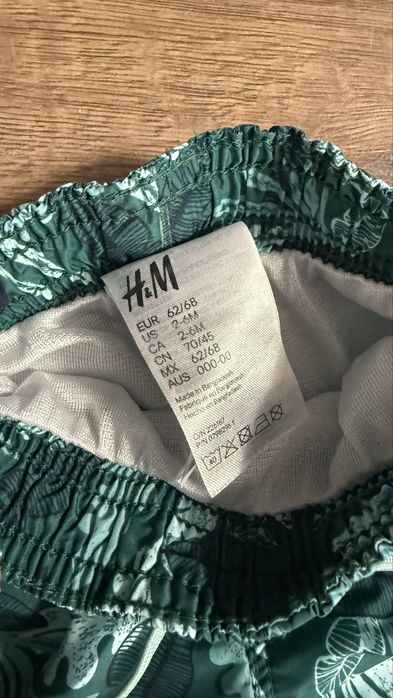 H&M
EUR 62/68
US 2-6M
CA 2-6M
CN 70/45
MX 62/68
AUS 000-00
Made in Bangladesh
Fabriqué en Bangladesh
Hecho en Bangladesh